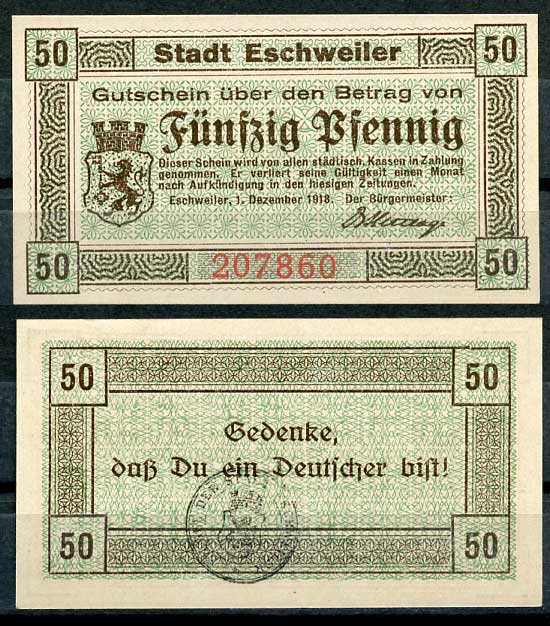 50 Stadt Eschweiler 50
Gutschein über den Betrag von
Fünfzig Pfennig
Dieser Schein wird von allen städtisch. Kassen in Zahlung
genommen. Er verliert seine Gültigkeit einen Monat
nach Aufkündigung in den hiesigen Zeitungen.
Eschweiler, 1. Dezember 1918. Der Bürgermeister:
50 207860 50
50 50
Gedenke,
daß Du ein Deutscher bist!
50 50